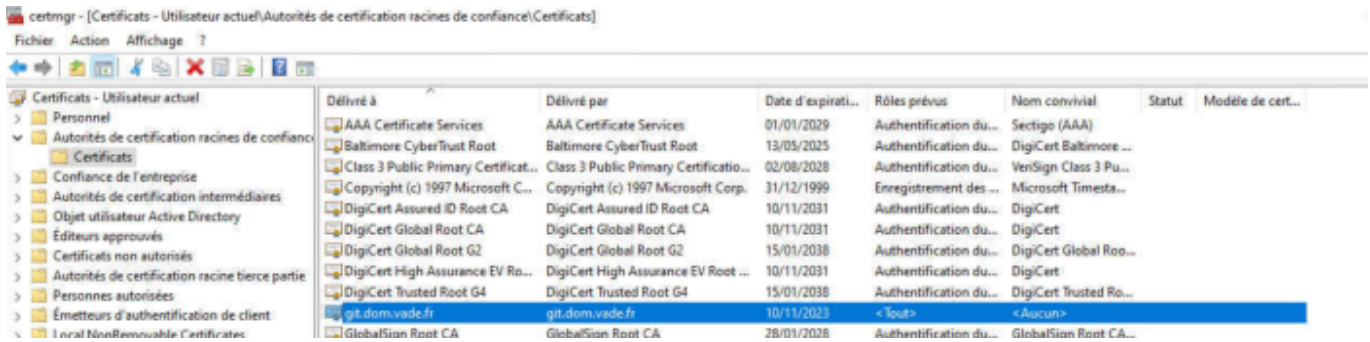 certmgr - [Certificats - Utilisateur actuel\Autorités de certification racines de confiance\Certificats]
Fichier Action Affichage ?
Certificats - Utilisateur actuel
Personnel
Autorités de certification racines de confiance
Certificats
Confiance de l'entreprise
Autorités de certification intermédiaires
Objet utilisateur Active Directory
Éditeurs approuvés
Certificats non autorisés
Autorités de certification racine tierce partie
Personnes autorisées
Émetteurs d'authentification de client
Local NonRemovable Certificates
Délivré à Délivré par Date d'expirati... Rôles prévus Nom convivial Statut Modèle de cert...
AAA Certificate Services AAA Certificate Services 01/01/2029 Authentification du... Sectigo (AAA)
Baltimore CyberTrust Root Baltimore CyberTrust Root 13/05/2025 Authentification du... DigiCert Baltimore ...
Class 3 Public Primary Certificat... Class 3 Public Primary Certificatio... 02/08/2028 Authentification du... VeriSign Class 3 Pu...
Copyright (c) 1997 Microsoft C... Copyright (c) 1997 Microsoft Corp. 31/12/1999 Enregistrement des ... Microsoft Timesta...
DigiCert Assured ID Root CA DigiCert Assured ID Root CA 10/11/2031 Authentification du... DigiCert
DigiCert Global Root CA DigiCert Global Root CA 10/11/2031 Authentification du... DigiCert
DigiCert Global Root G2 DigiCert Global Root G2 15/01/2038 Authentification du... DigiCert Global Roo...
DigiCert High Assurance EV Ro... DigiCert High Assurance EV Root ... 10/11/2031 Authentification du... DigiCert
DigiCert Trusted Root G4 DigiCert Trusted Root G4 15/01/2038 Authentification du... DigiCert Trusted Ro...
git.dom.vade.fr git.dom.vade.fr 10/11/2023 <Tout> <Aucun>
GlobalSign Root CA GlobalSign Root CA 28/01/2028 Authentification du... GlobalSign Root CA...